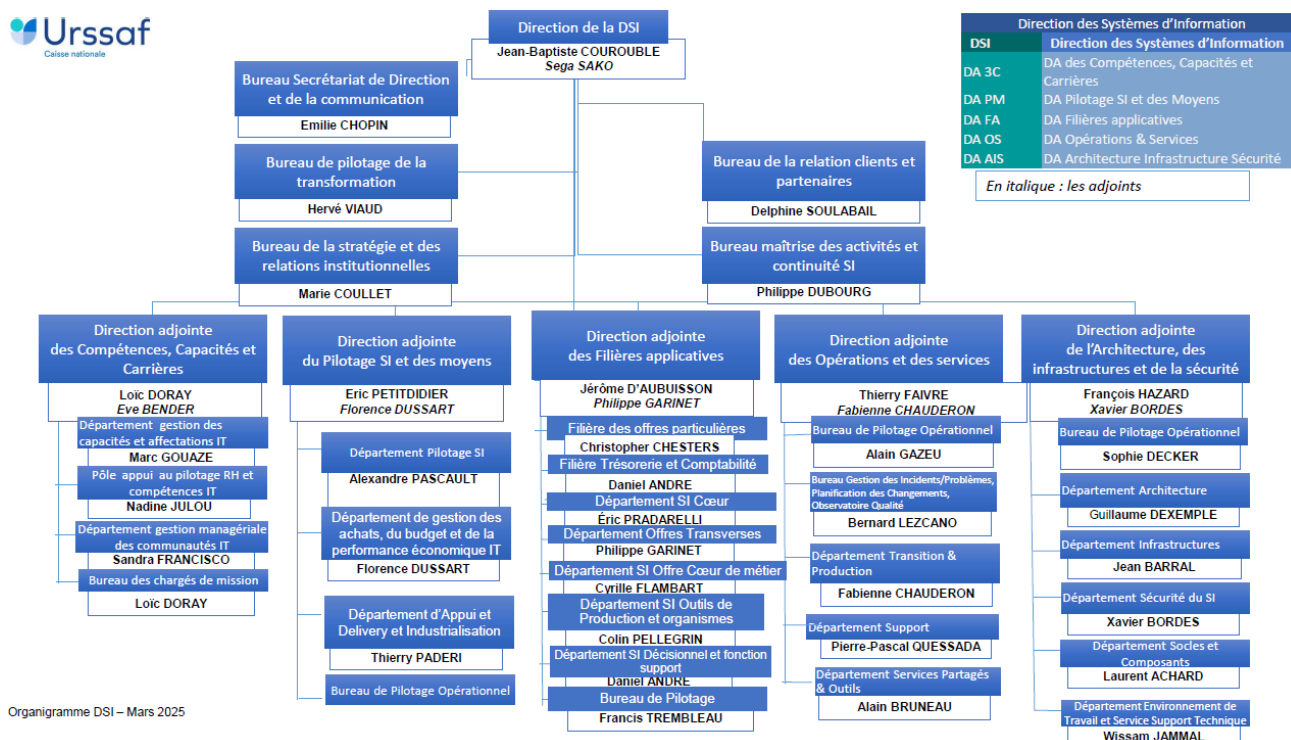 Urssaf
Caisse nationale
Direction de la DSI
Jean-Baptiste COUROUBLE
Sega SAKO
Direction des Systèmes d'Information
DSI Direction des Systèmes d'Information
DA 3C DA des Compétences, Capacités et
Carrières
DA PM DA Pilotage SI et des Moyens
DA FA DA Filières applicatives
DA OS DA Opérations & Services
DA AIS DA Architecture Infrastructure Sécurité
En italique : les adjoints
Bureau Secrétariat de Direction
et de la communication
Emilie CHOPIN
Bureau de pilotage de la
transformation
Hervé VIAUD
Bureau de la relation clients et
partenaires
Delphine SOULABAIL
Bureau de la stratégie et des
relations institutionnelles
Marie COULLET
Bureau maîtrise des activités et
continuité SI
Philippe DUBOURG
Direction adjointe
des Compétences, Capacités et
Carrières
Loïc DORAY
Eve BENDER
Département gestion des
capacités et affectations IT
Marc GOUAZE
Pôle appui au pilotage RH et
compétences IT
Nadine JULOU
Département gestion managériale
des communautés IT
Sandra FRANCISCO
Bureau des chargés de mission
Loïc DORAY
Direction adjointe
du Pilotage SI et des moyens
Eric PETITDIDIER
Florence DUSSART
Département Pilotage SI
Alexandre PASCAULT
Département de gestion des
achats, du budget et de la
performance économique IT
Florence DUSSART
Département d'Appui et
Delivery et Industrialisation
Thierry PADERI
Bureau de Pilotage Opérationnel
Direction adjointe
des Filières applicatives
Jérôme D'AUBUISSON
Philippe GARINET
Filière des offres particulières
Christopher CHESTERS
Filière Trésorerie et Comptabilité
Daniel ANDRE
Département SI Cœur
Éric PRADARELLI
Département Offres Transverses
Philippe GARINET
Département SI Offre Cœur de métier
Cyrille FLAMBART
Département SI Outils de
Production et organismes
Colin PELLEGRIN
Département SI Décisionnel et fonction
support
Daniel ANDRE
Bureau de Pilotage
Francis TREMBLEAU
Direction adjointe
des Opérations et des services
Thierry FAIVRE
Fabienne CHAUDERON
Bureau de Pilotage Opérationnel
Alain GAZEU
Bureau Gestion des Incidents/Problèmes,
Planification des Changements,
Observatoire Qualité
Bernard LEZCANO
Département Transition &
Production
Fabienne CHAUDERON
Département Support
Pierre-Pascal QUESSADA
Département Services Partagés
& Outils
Alain BRUNEAU
Direction adjointe
de l'Architecture, des
infrastructures et de la sécurité
François HAZARD
Xavier BORDES
Bureau de Pilotage Opérationnel
Sophie DECKER
Département Architecture
Guillaume DEXEMPLE
Département Infrastructures
Jean BARRAL
Département Sécurité du SI
Xavier BORDES
Département Socles et
Composants
Laurent ACHARD
Département Environnement de
Travail et Service Support Technique
Wissam JAMMAL
Organigramme DSI – Mars 2025